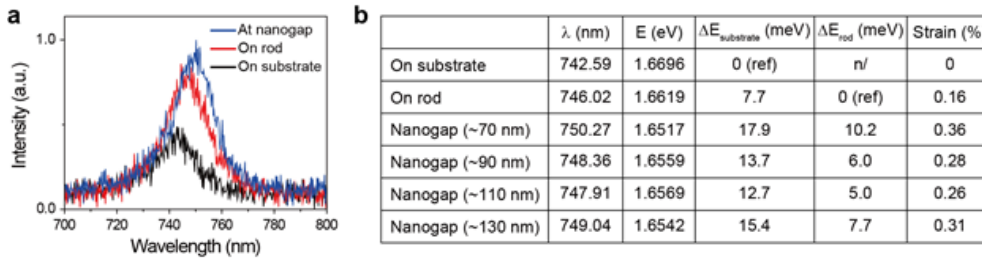 a
At nanogap
On rod
On substrate
1.0
0.0
Intensity (a.u.)
700 720 740 760 780 800
Wavelength (nm)
b
λ (nm) E (eV) ΔEsubstrate (meV) ΔErod (meV) Strain (%
On substrate 742.59 1.6696 0 (ref) n/ 0
On rod 746.02 1.6619 7.7 0 (ref) 0.16
Nanogap (~70 nm) 750.27 1.6517 17.9 10.2 0.36
Nanogap (~90 nm) 748.36 1.6559 13.7 6.0 0.28
Nanogap (~110 nm) 747.91 1.6569 12.7 5.0 0.26
Nanogap (~130 nm) 749.04 1.6542 15.4 7.7 0.31